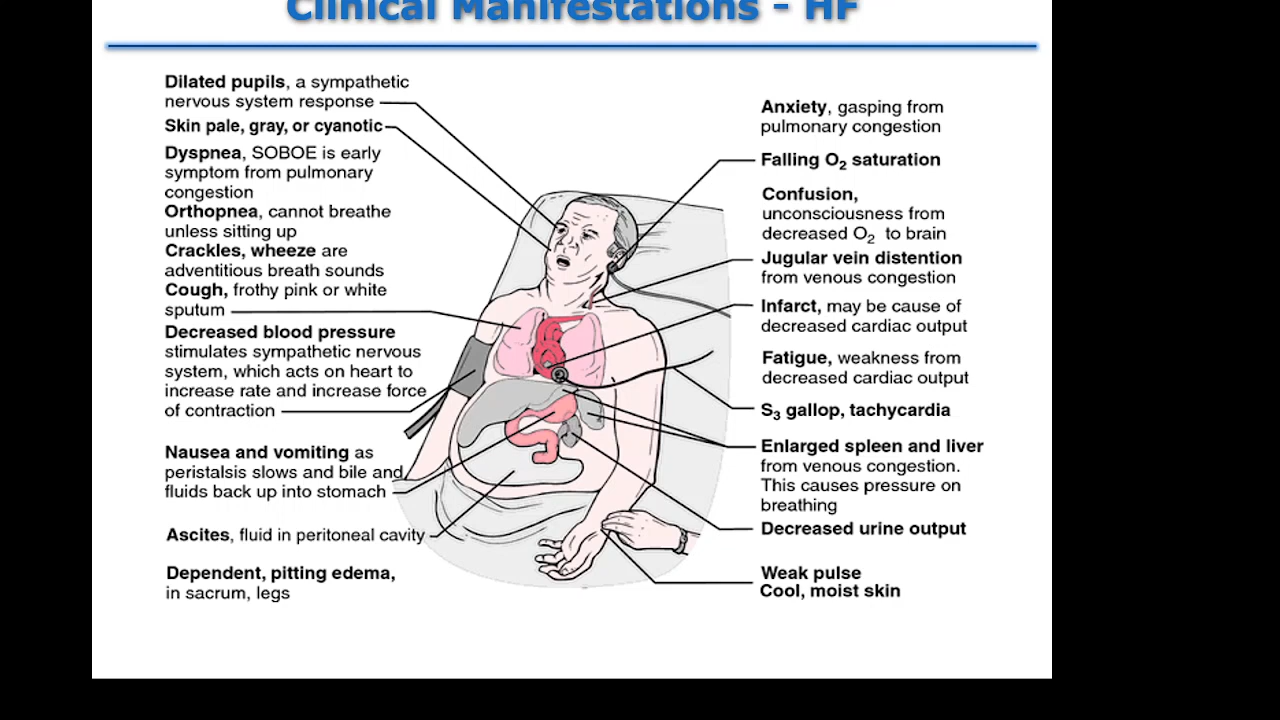 Clinical Manifestations - HF
Dilated pupils, a sympathetic
nervous system response
Skin pale, gray, or cyanotic
Dyspnea, SOBOE is early
symptom from pulmonary
congestion
Orthopnea, cannot breathe
unless sitting up
Crackles, wheeze are
adventitious breath sounds
Cough, frothy pink or white
sputum
Decreased blood pressure
stimulates sympathetic nervous
system, which acts on heart to
increase rate and increase force
of contraction
Nausea and vomiting as
peristalsis slows and bile and
fluids back up into stomach
Ascites, fluid in peritoneal cavity
Dependent, pitting edema,
in sacrum, legs
Anxiety, gasping from
pulmonary congestion
Falling O2 saturation
Confusion,
unconsciousness from
decreased O2 to brain
Jugular vein distention
from venous congestion
Infarct, may be cause of
decreased cardiac output
Fatigue, weakness from
decreased cardiac output
S3 gallop, tachycardia
Enlarged spleen and liver
from venous congestion.
This causes pressure on
breathing
Decreased urine output
Weak pulse
Cool, moist skin